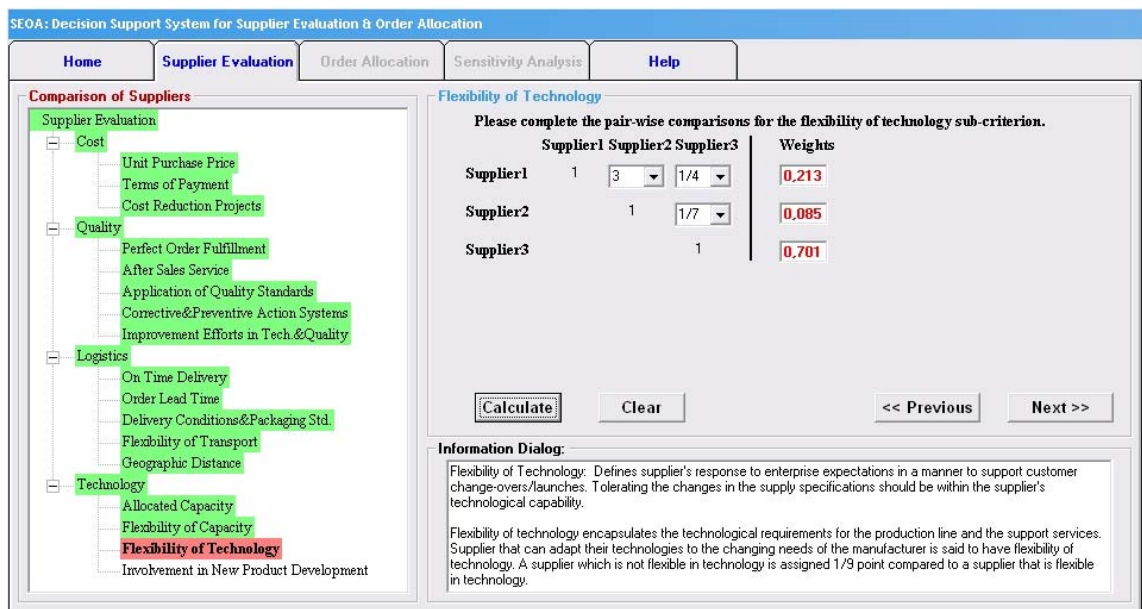 SEOA: Decision Support System for Supplier Evaluation & Order Allocation
Home
Supplier Evaluation
Order Allocation
Sensitivity Analysis
Help
Comparison of Suppliers
Supplier Evaluation
Cost
Unit Purchase Price
Terms of Payment
Cost Reduction Projects
Quality
Perfect Order Fulfillment
After Sales Service
Application of Quality Standards
Corrective&Preventive Action Systems
Improvement Efforts in Tech.&Quality
Logistics
On Time Delivery
Order Lead Time
Delivery Conditions&Packaging Std.
Flexibility of Transport
Geographic Distance
Technology
Allocated Capacity
Flexibility of Capacity
Flexibility of Technology
Involvement in New Product Development
Flexibility of Technology
Please complete the pair-wise comparisons for the flexibility of technology sub-criterion.
Supplier1 Supplier2 Supplier3 Weights
Supplier1 1 3 1/4 0,213
Supplier2 1 1/7 0,085
Supplier3 1 0,701
Calculate
Clear
<< Previous
Next >>
Information Dialog:
Flexibility of Technology: Defines supplier's response to enterprise expectations in a manner to support customer
change-overs/launches. Tolerating the changes in the supply specifications should be within the supplier's
technological capability.
Flexibility of technology encapsulates the technological requirements for the production line and the support services.
Supplier that can adapt their technologies to the changing needs of the manufacturer is said to have flexibility of
technology. A supplier which is not flexible in technology is assigned 1/9 point compared to a supplier that is flexible
in technology.